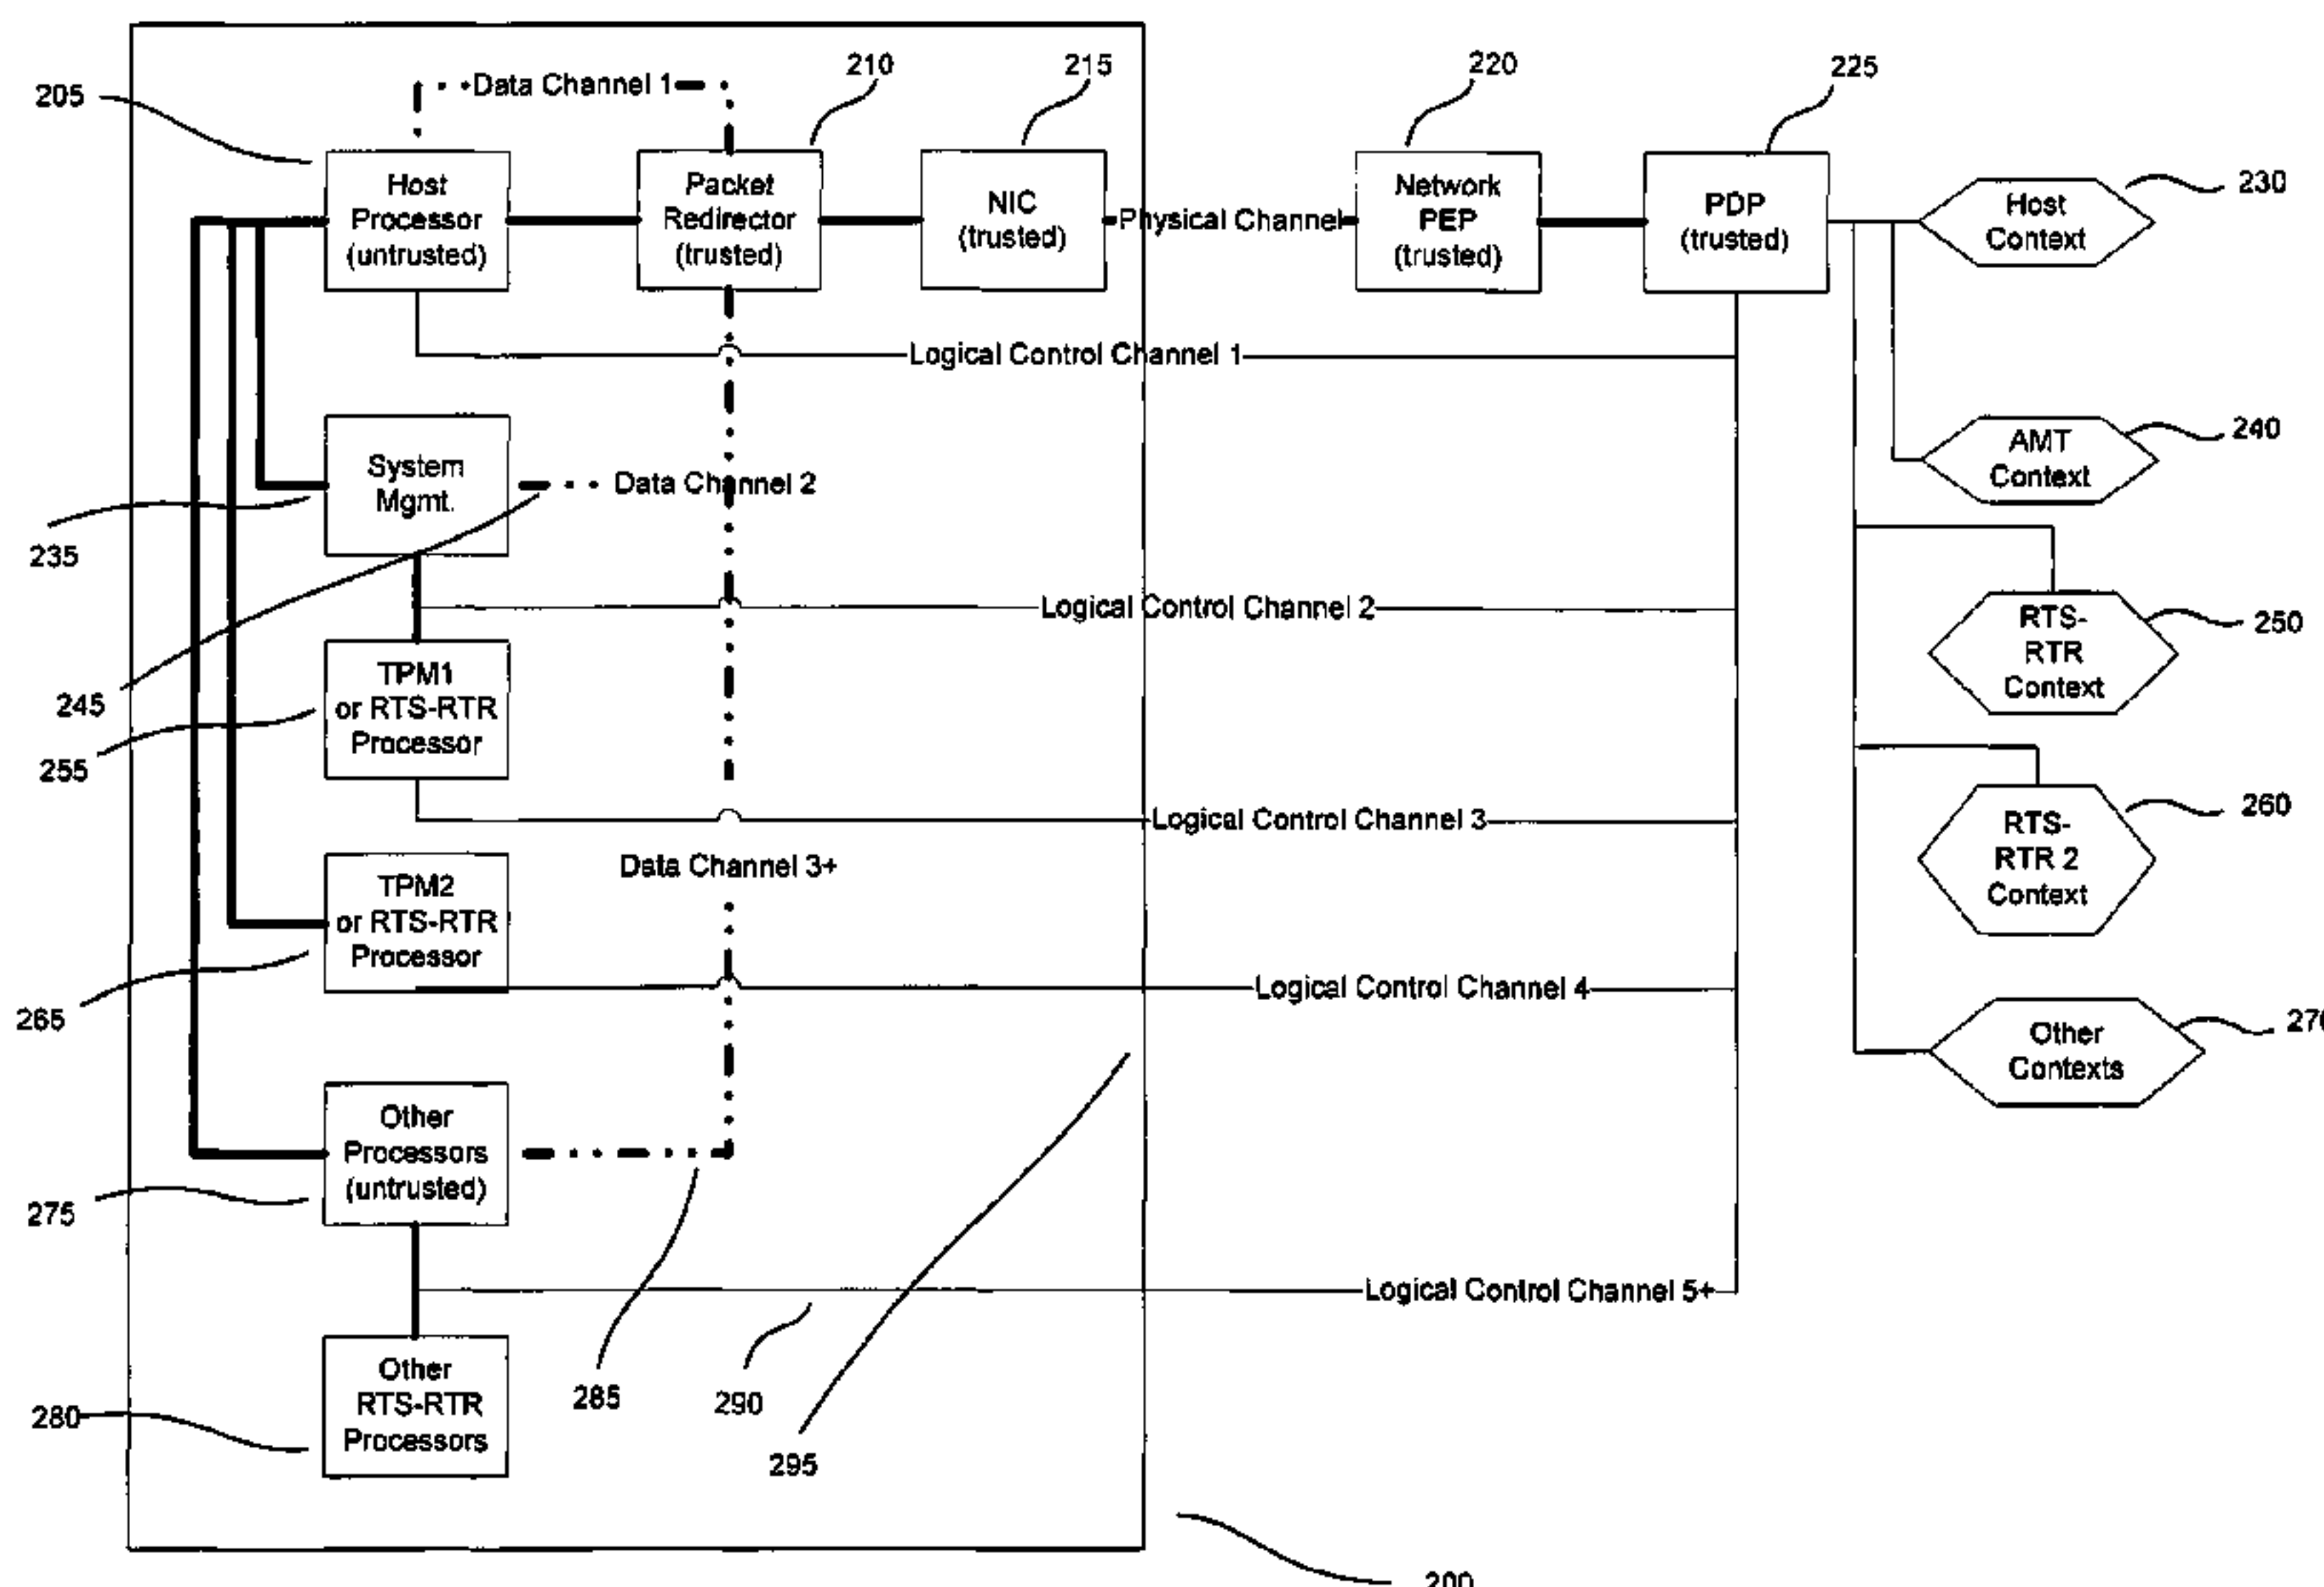 210
215
220
225
205
Data Channel 1
Host
Processor
(untrusted)
Packet
Redirector
(trusted)
NIC
(trusted)
Physical Channel
Network
PEP
(trusted)
PDP
(trusted)
Host
Context
230
Logical Control Channel 1
System
Mgmt.
Data Channel 2
AMT
Context
240
235
Logical Control Channel 2
RTS-
RTR
Context
250
TPM1
or RTS-RTR
Processor
245
255
Logical Control Channel 3
RTS-
RTR 2
Context
260
Data Channel 3+
TPM2
or RTS-RTR
Processor
265
Logical Control Channel 4
Other
Contexts
270
Other
Processors
(untrusted)
275
Logical Control Channel 5+
Other
RTS-RTR
Processors
280
285
290
295
200